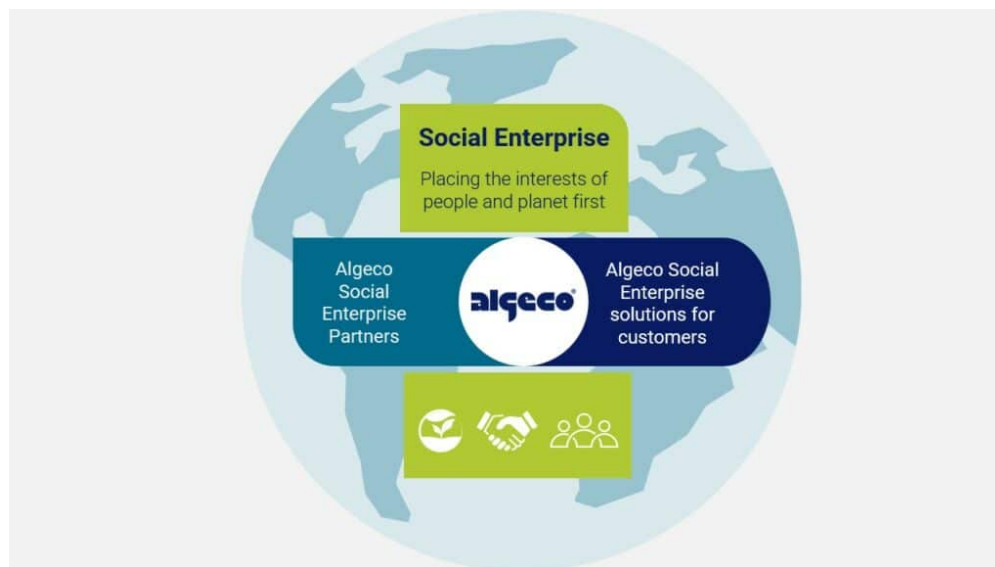 Social Enterprise
Placing the interests of
people and planet first
Algeco
Social
Enterprise
Partners
algeco®
Algeco Social
Enterprise
solutions for
customers